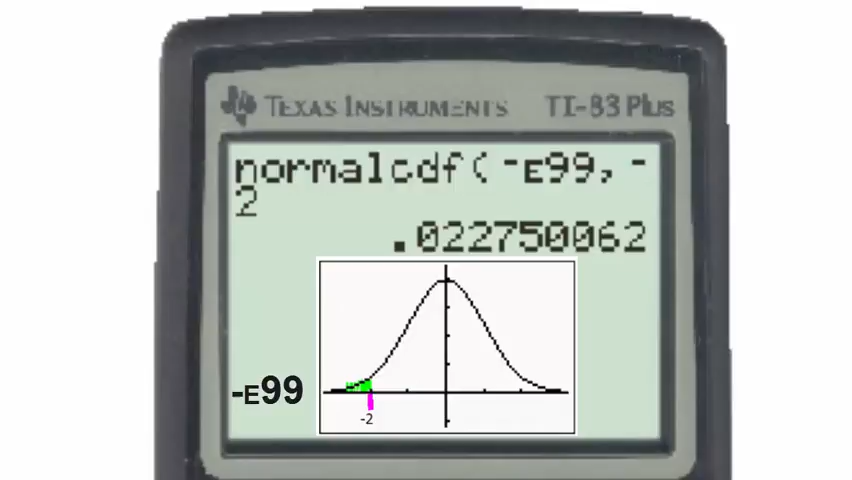 TEXAS INSTRUMENTS TI-83 Plus
normalcdf(-E99,-
2
.022750062
-E99
-2